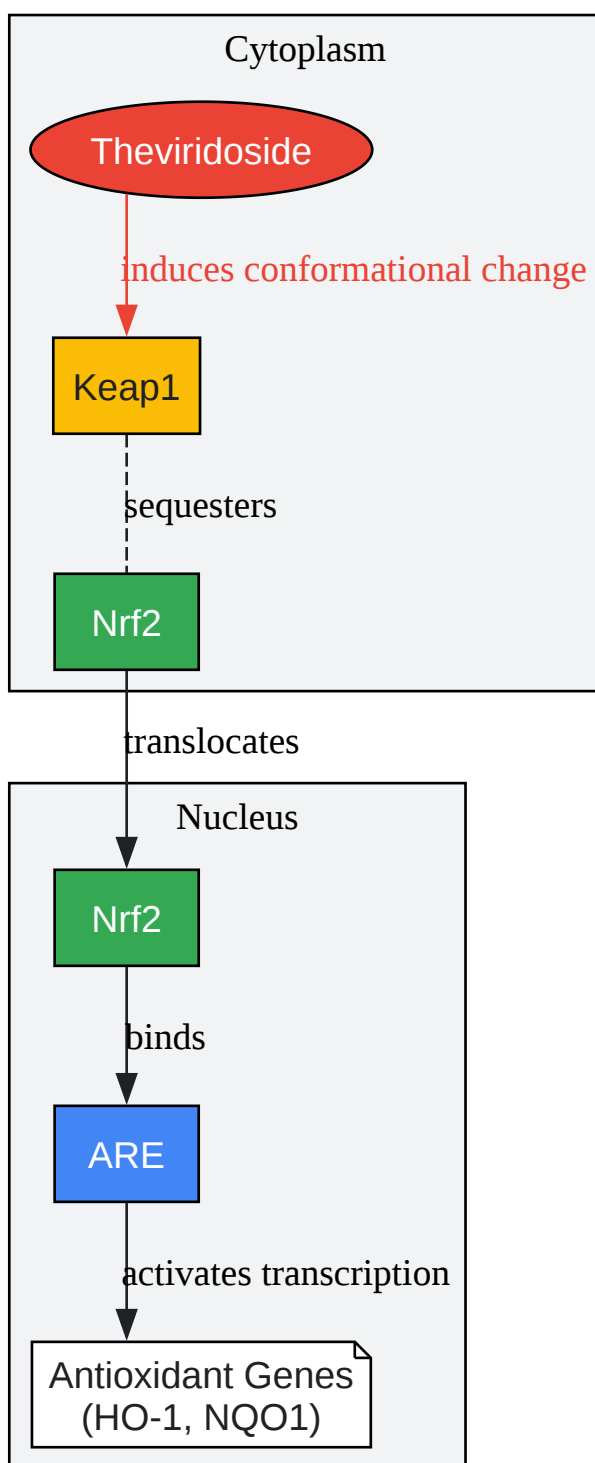 Cytoplasm
Theviridoside
induces conformational change
Keap1
sequesters
Nrf2
translocates
Nucleus
Nrf2
binds
ARE
activates transcription
Antioxidant Genes
(HO-1, NQO1)